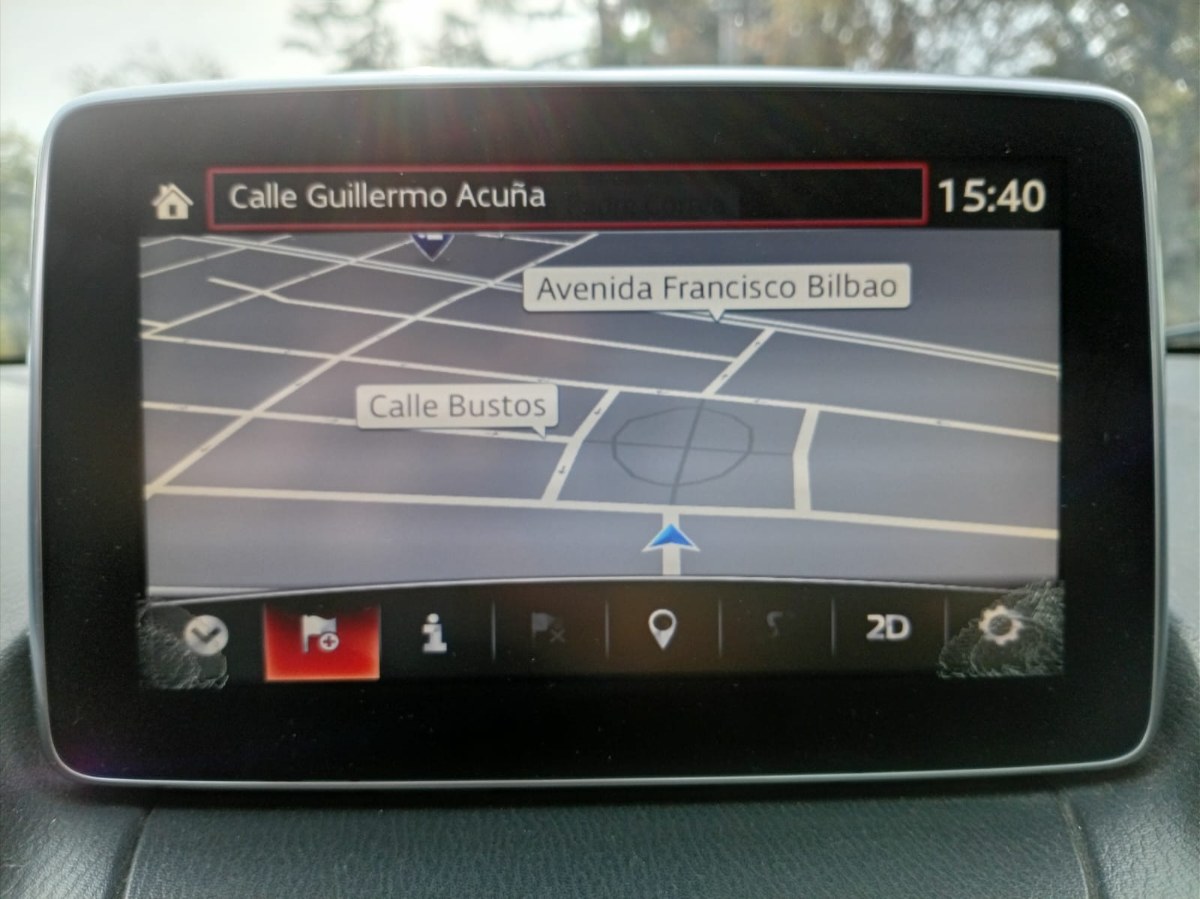 Calle Guillermo Acuña
15:40
Avenida Francisco Bilbao
Calle Bustos
2D